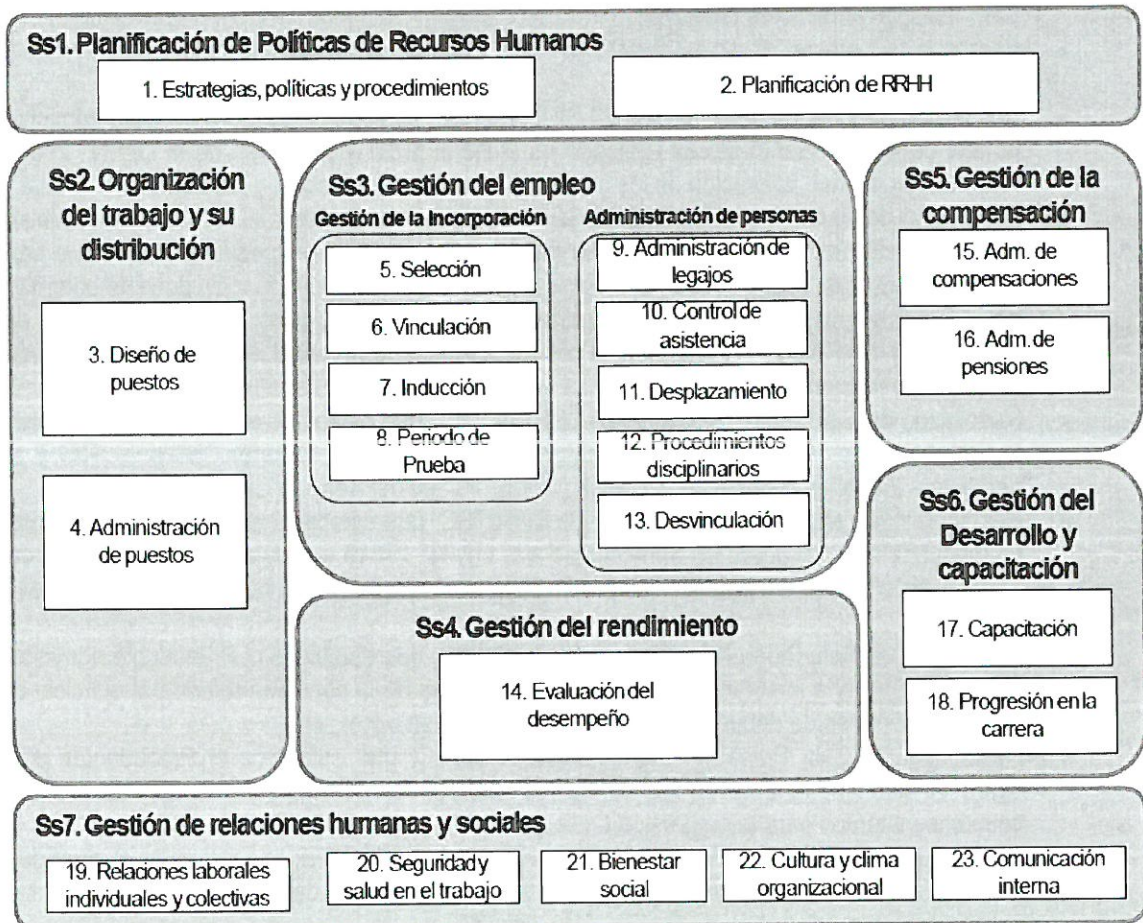 Ss1. Planificación de Políticas de Recursos Humanos
1. Estrategias, políticas y procedimientos
2. Planificación de RRHH
Ss2. Organización
del trabajo y su
distribución
3. Diseño de
puestos
4. Administración
de puestos
Ss3. Gestión del empleo
Gestión de la Incorporación
5. Selección
6. Vinculación
7. Inducción
8. Periodo de
Prueba
Administración de personas
9. Administración de
legajos
10. Control de
asistencia
11. Desplazamiento
12. Procedimientos
disciplinarios
13. Desvinculación
Ss4. Gestión del rendimiento
14. Evaluación del
desempeño
Ss5. Gestión de la
compensación
15. Adm. de
compensaciones
16. Adm. de
pensiones
Ss6. Gestión del
Desarrollo y
capacitación
17. Capacitación
18. Progresión en la
carrera
Ss7. Gestión de relaciones humanas y sociales
19. Relaciones laborales
individuales y colectivas
20. Seguridad y
salud en el trabajo
21. Bienestar
social
22. Cultura y clima
organizacional
23. Comunicación
interna